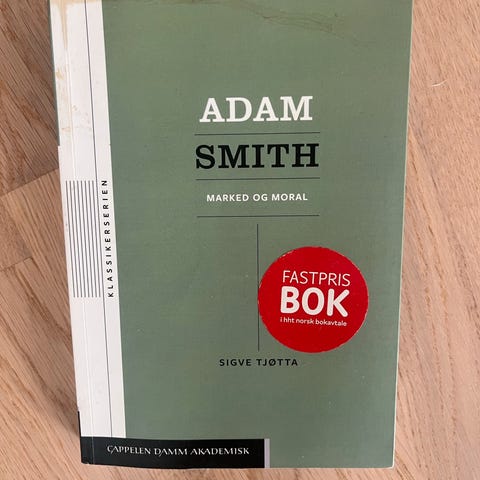 ADAM
SMITH
MARKED OG MORAL
KLASSIKERSERIEN
FASTPRIS
BOK
i hht norsk bokavtale
SIGVE TJØTTA
CAPPELEN DAMM AKADEMISK